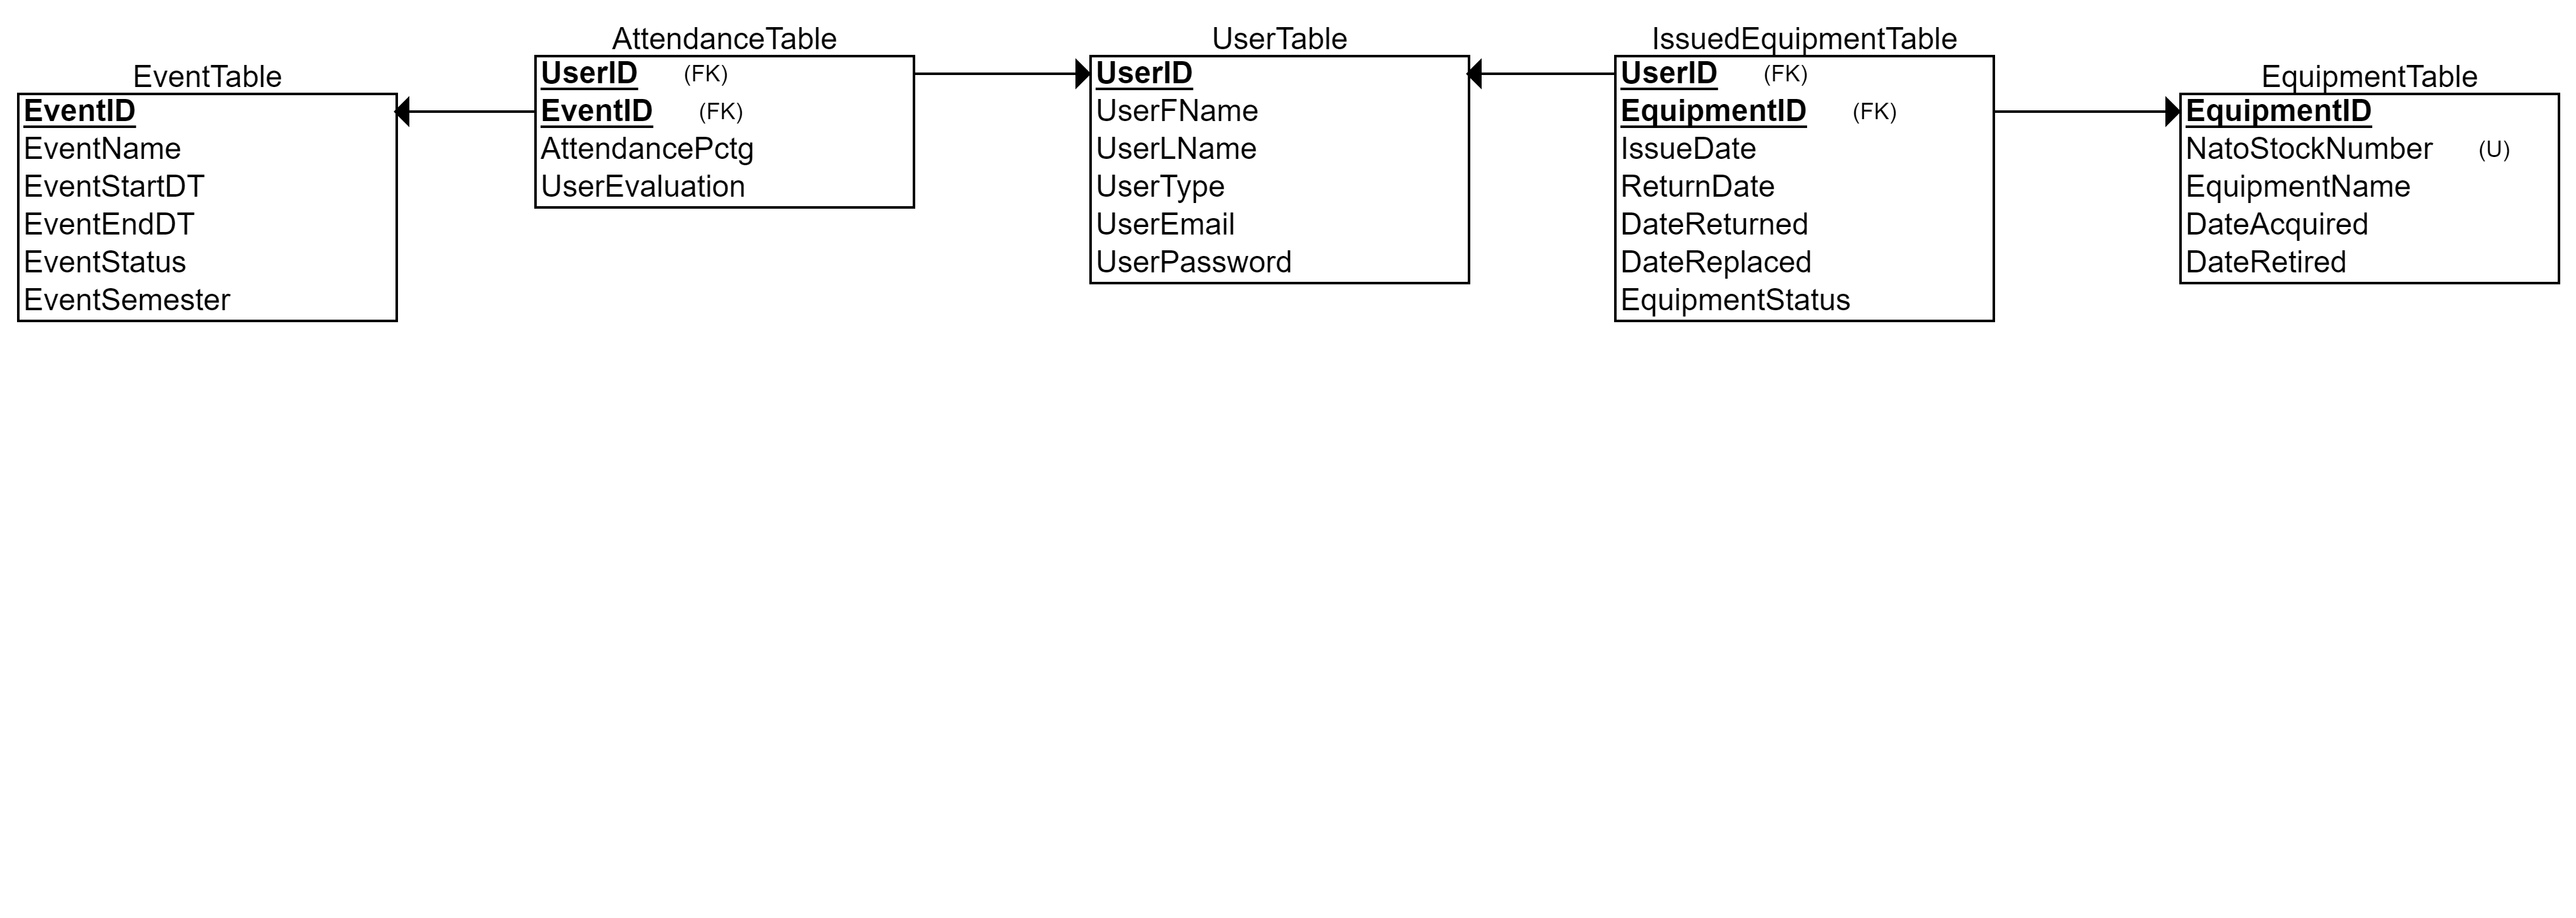 EventTable
EventID
EventName
EventStartDT
EventEndDT
EventStatus
EventSemester
AttendanceTable
UserID (FK)
EventID (FK)
AttendancePctg
UserEvaluation
UserTable
UserID
UserFName
UserLName
UserType
UserEmail
UserPassword
IssuedEquipmentTable
UserID (FK)
EquipmentID (FK)
IssueDate
ReturnDate
DateReturned
DateReplaced
EquipmentStatus
EquipmentTable
EquipmentID
NatoStockNumber (U)
EquipmentName
DateAcquired
DateRetired